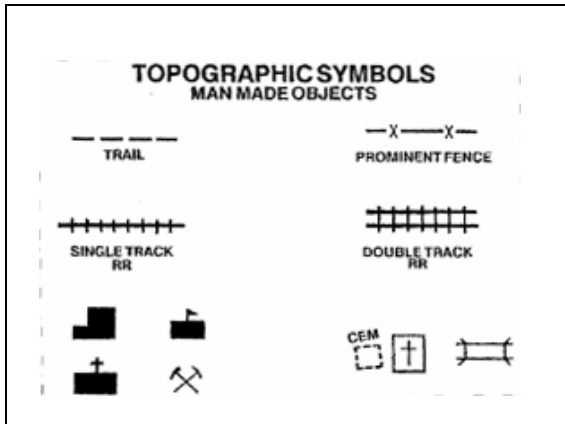 TOPOGRAPHIC SYMBOLS
MAN MADE OBJECTS
TRAIL
PROMINENT FENCE
SINGLE TRACK
RR
DOUBLE TRACK
RR
CEM